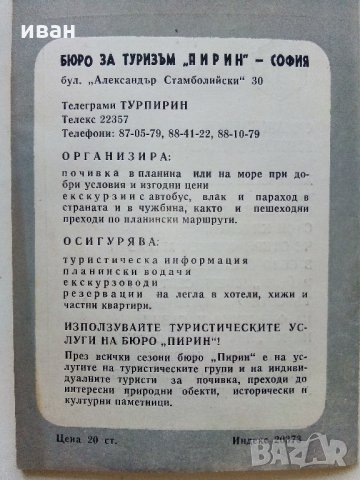 иван
БЮРО ЗА ТУРИЗЪМ „ПИРИН" — СОФИЯ
бул. „Александър Стамболийски" 30
Телеграми ТУРПИРИН
Телекс 22357
Телефони: 87-05-79, 88-41-22, 88-10-79
ОРГАНИЗИРА:
почивка в планина или на море при до-
бри условия и изгодни цени
екскурзии с автобус, влак и параход в
страната и в чужбина, както и пешеходни
преходи по планински маршрути.
ОСИГУРЯВА:
туристическа информация
планински водачи
екскурзоводи
резервации на легла в хотели, хижи и
частни квартири.
ИЗПОЛЗУВАЙТЕ ТУРИСТИЧЕСКИТЕ УС-
ЛУГИ НА БЮРО „ПИРИН"!
През всички сезони бюро „Пирин" е на ус-
лугите на туристическите групи и на инди-
видуалните туристи за почивка, преходи до
интересни природни обекти, исторически и
културни паметници.
Цена 20 ст.
Индекс 20373
BAZAR
bg